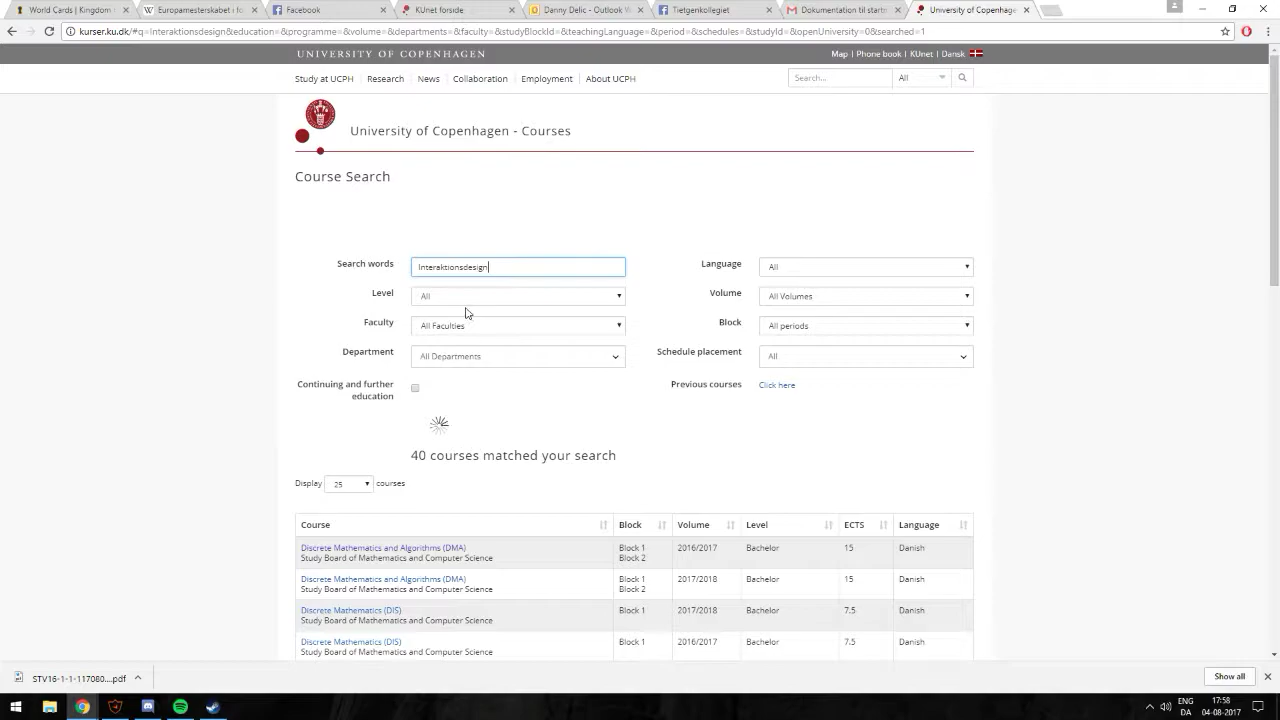 World Cards | Kingdom
Europamesterskabet i f
Facebook
KUnet forside
Danny Delic - Outlook W
Tietgenkollegiet
Dokumentation til startm
University of Copenhagen
kurser.ku.dk/#q=interaktionsdesign&education=&programme=&volume=&departments=&faculty=&studyBlockId=&teachingLanguage=&period=&schedules=&studyId=&openUniversity=0&searched=1
UNIVERSITY OF COPENHAGEN
Map | Phone book | KUnet | Dansk
Study at UCPH | Research | News | Collaboration | Employment | About UCPH
Search... All
University of Copenhagen - Courses
Course Search
Search words Interaktionsdesign Language All
Level All Volume All Volumes
Faculty All Faculties Block All periods
Department All Departments Schedule placement All
Continuing and further education Previous courses Click here
40 courses matched your search
Display 25 courses
Course Block Volume Level ECTS Language
Discrete Mathematics and Algorithms (DMA) Block 1 2016/2017 Bachelor 15 Danish
Study Board of Mathematics and Computer Science Block 2
Discrete Mathematics and Algorithms (DMA) Block 1 2017/2018 Bachelor 15 Danish
Study Board of Mathematics and Computer Science Block 2
Discrete Mathematics (DIS) Block 1 2017/2018 Bachelor 7.5 Danish
Study Board of Mathematics and Computer Science
Discrete Mathematics (DIS) Block 1 2016/2017 Bachelor 7.5 Danish
Study Board of Mathematics and Computer Science
STV16-1-1-117080....pdf Show all
ENG 17:58
DA 04-08-2017